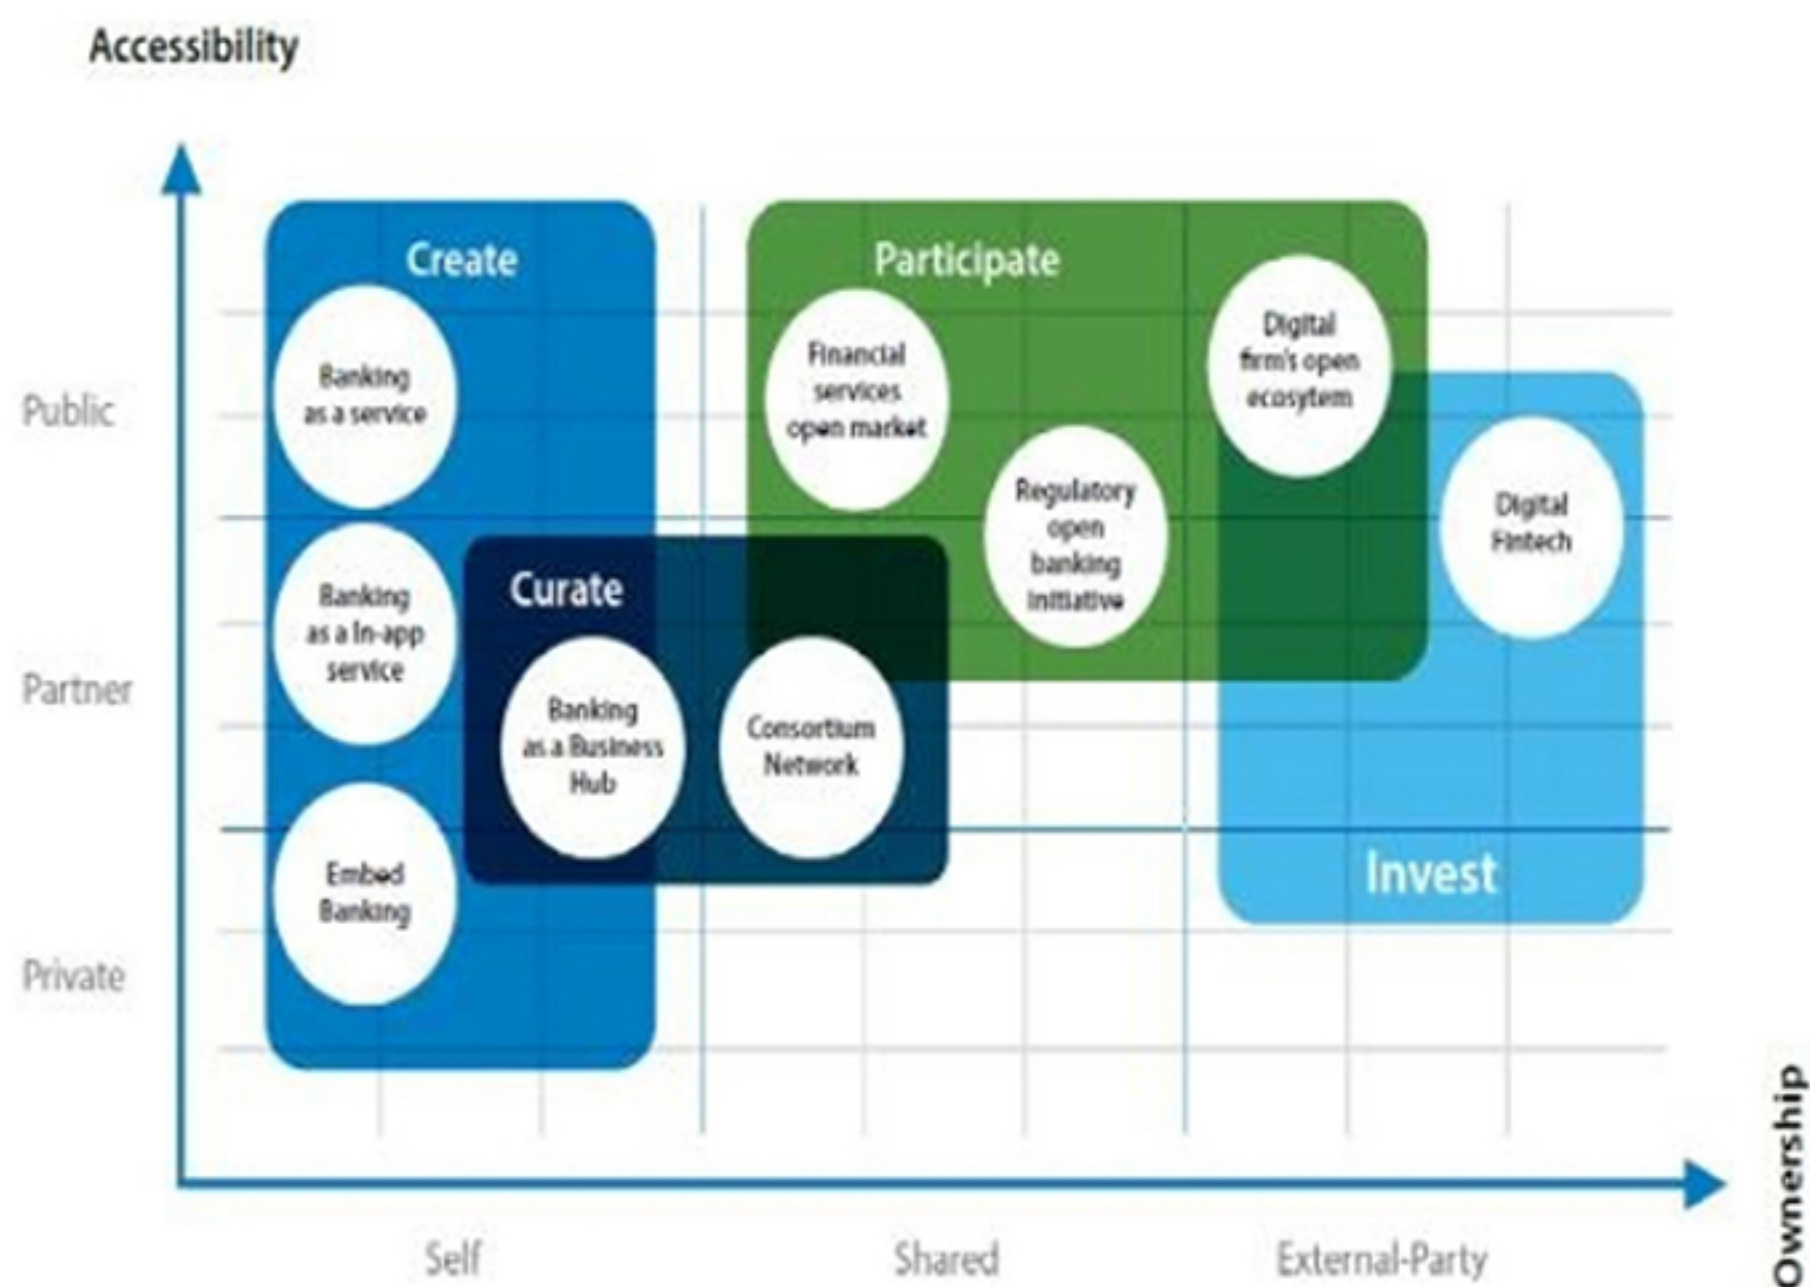 Accessibility
Create
Participate
Banking
as a service
Financial
services
open market
Digital
firm's open
ecosytem
Public
Regulatory
open
banking
initiative
Digital
Fintech
Banking
as a In-app
service
Curate
Partner
Banking
as a Business
Hub
Consortium
Network
Embed
Banking
Invest
Private
Ownership
Self
Shared
External-Party